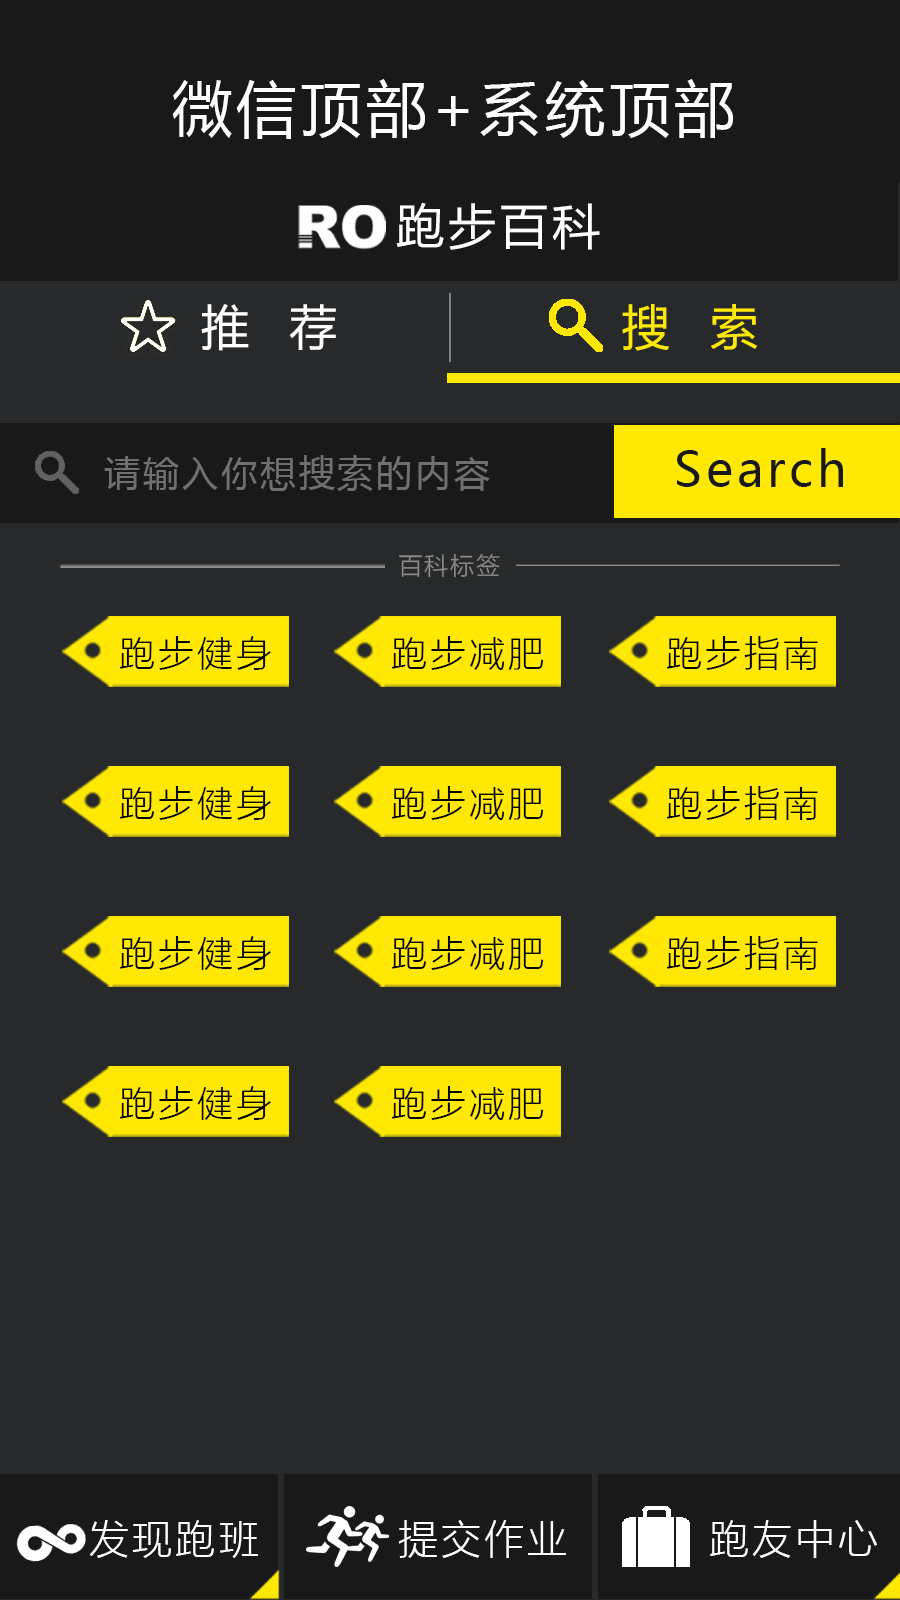 微信顶部+系统顶部
RO跑步百科
推 荐 搜 索
请输入你想搜索的内容 Search
百科标签
跑步健身 跑步减肥 跑步指南
跑步健身 跑步减肥 跑步指南
跑步健身 跑步减肥 跑步指南
跑步健身 跑步减肥
发现跑班 提交作业 跑友中心